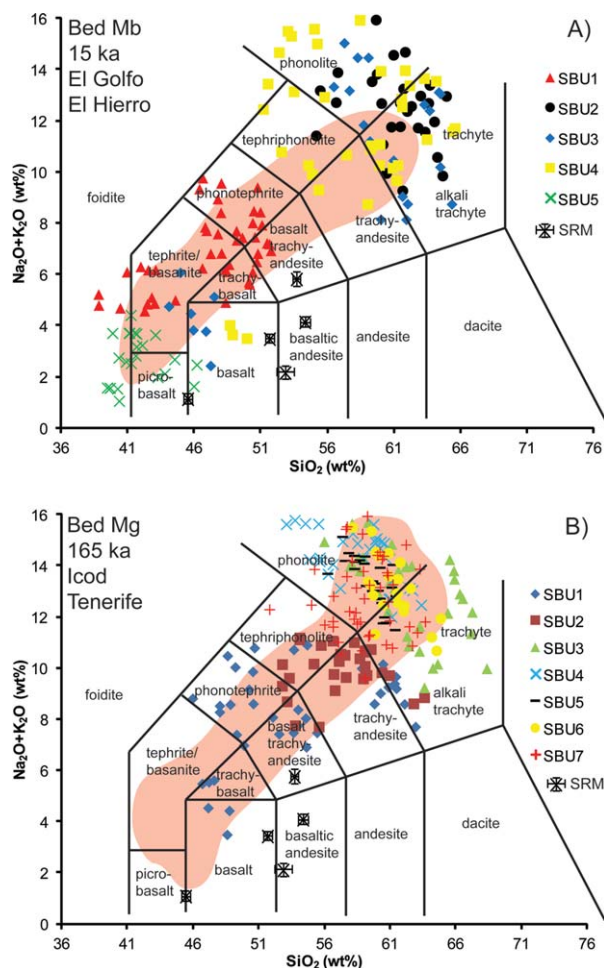 Bed Mb
15 ka
El Golfo
El Hierro
A)
Na2O+K2O (wt%)
16
14
12
10
8
6
4
2
0
phonolite
tephriphonolite
trachyte
foidite
phonotephrite
alkali
trachyte
tephrite/
basanite
basalt
trachy-
andesite
trachy-
andesite
trachy-
basalt
picro-
basalt
basalt
basaltic
andesite
andesite
dacite
SBU1
SBU2
SBU3
SBU4
SBU5
SRM
36 41 46 51 56 61 66 71 76
SiO2 (wt%)
Bed Mg
165 ka
Icod
Tenerife
B)
Na2O+K2O (wt%)
16
14
12
10
8
6
4
2
0
phonolite
tephriphonolite
trachyte
foidite
phonotephrite
alkali
trachyte
tephrite/
basanite
basalt
trachy-
andesite
trachy-
andesite
trachy-
basalt
picro-
basalt
basalt
basaltic
andesite
andesite
dacite
SBU1
SBU2
SBU3
SBU4
SBU5
SBU6
SBU7
SRM
36 41 46 51 56 61 66 71 76
SiO2 (wt%)